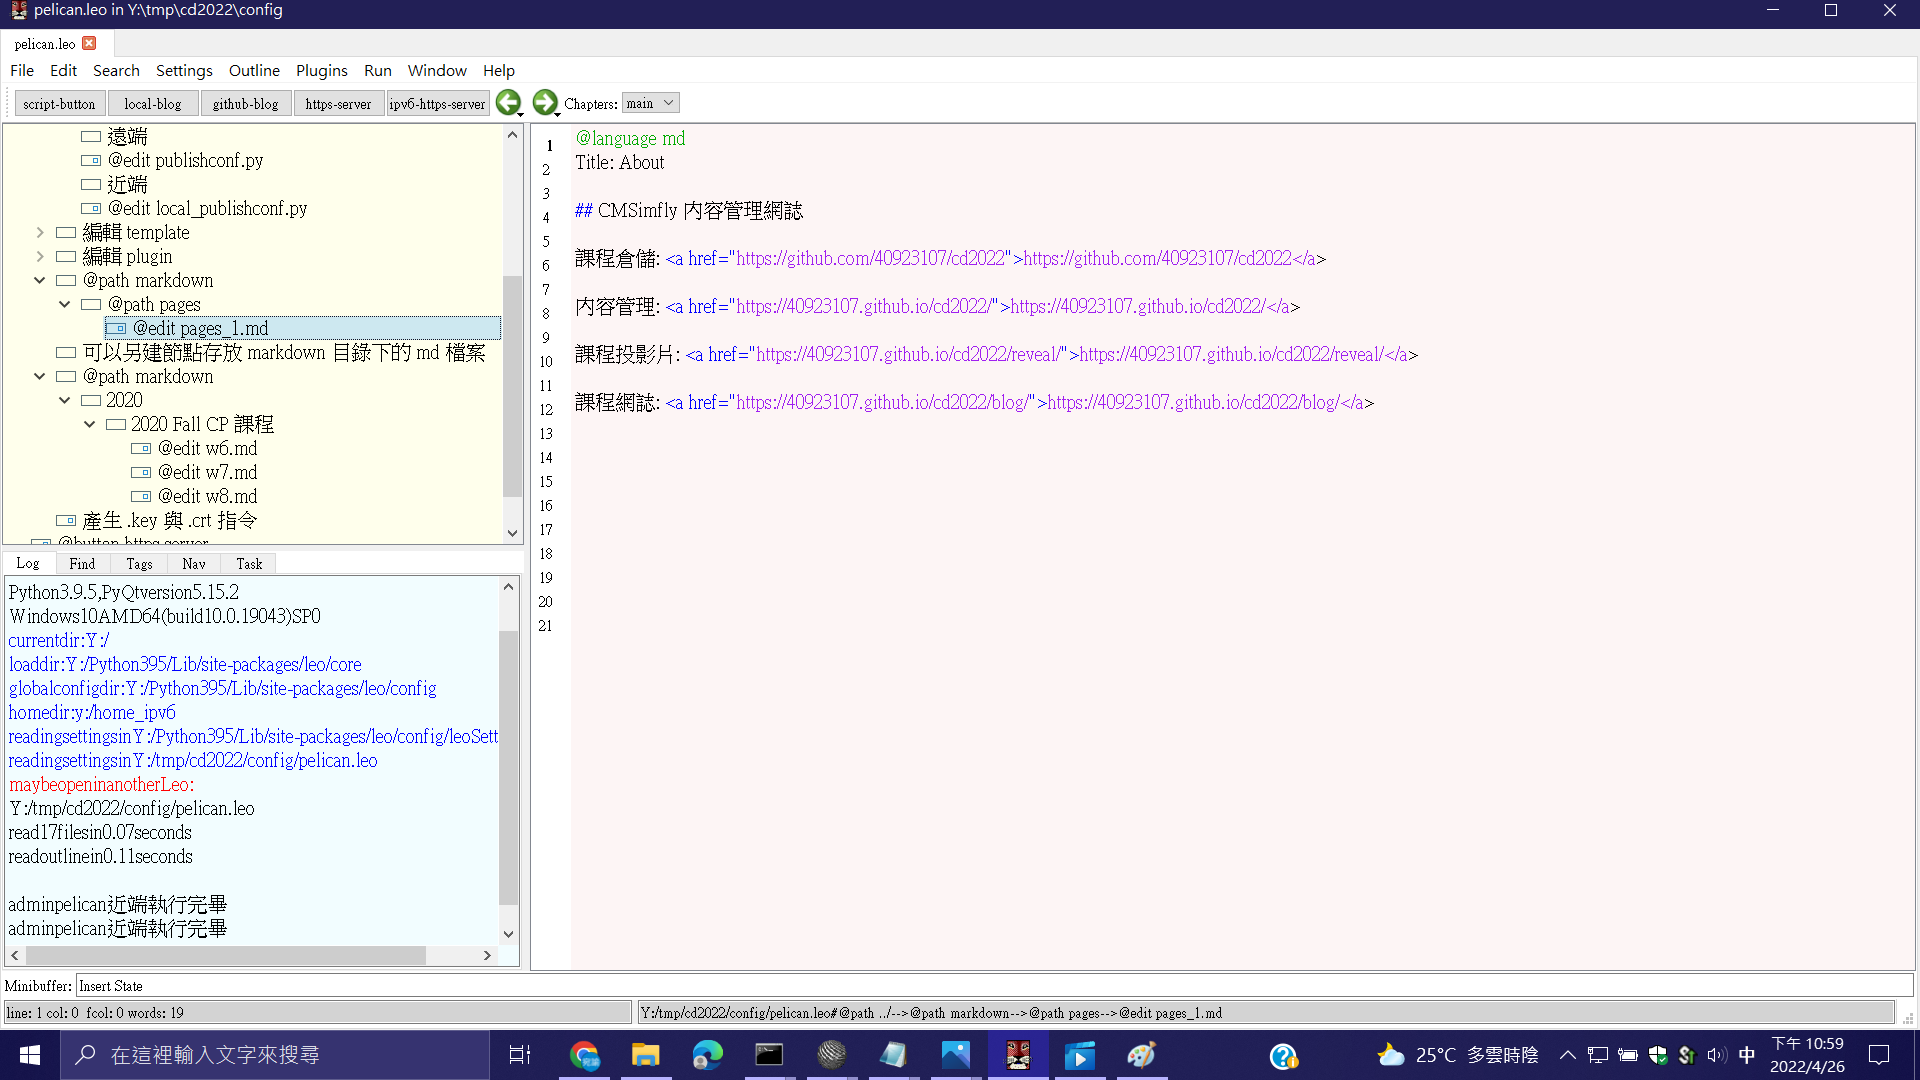 pelican.leo in Y:\tmp\cd2022\config
pelican.leo
File Edit Search Settings Outline Plugins Run Window Help
script-button local-blog github-blog https-server ipv6-https-server Chapters: main
遠端
@edit publishconf.py
近端
@edit local_publishconf.py
編輯 template
編輯 plugin
@path markdown
@path pages
@edit pages_1.md
可以另建節點存放 markdown 目錄下的 md 檔案
@path markdown
2020
2020 Fall CP 課程
@edit w6.md
@edit w7.md
@edit w8.md
產生 .key 與 .crt 指令
@button https server
1
2
3
4
5
6
7
8
9
10
11
12
13
14
15
16
17
18
19
20
21
@language md
Title: About
## CMSimfly 內容管理網誌
課程倉儲: <a href="https://github.com/40923107/cd2022">https://github.com/40923107/cd2022</a>
內容管理: <a href="https://40923107.github.io/cd2022/">https://40923107.github.io/cd2022/</a>
課程投影片: <a href="https://40923107.github.io/cd2022/reveal/">https://40923107.github.io/cd2022/reveal/</a>
課程網誌: <a href="https://40923107.github.io/cd2022/blog/">https://40923107.github.io/cd2022/blog/</a>
Log Find Tags Nav Task
Python3.9.5,PyQtversion5.15.2
Windows10AMD64(build10.0.19043)SP0
currentdir:Y:/
loaddir:Y:/Python395/Lib/site-packages/leo/core
globalconfigdir:Y:/Python395/Lib/site-packages/leo/config
homedir:y:/home_ipv6
readingsettingsinY:/Python395/Lib/site-packages/leo/config/leoSett
readingsettingsinY:/tmp/cd2022/config/pelican.leo
maybeopeninanotherLeo:
Y:/tmp/cd2022/config/pelican.leo
read17filesin0.07seconds
readoutlinein0.11seconds
adminpelican近端執行完畢
adminpelican近端執行完畢
Minibuffer: Insert State
line: 1 col: 0 fcol: 0 words: 19
Y:/tmp/cd2022/config/pelican.leo#@path ../-->@path markdown-->@path pages-->@edit pages_1.md
在這裡輸入文字來搜尋
25°C 多雲時陰
中
下午 10:59
2022/4/26